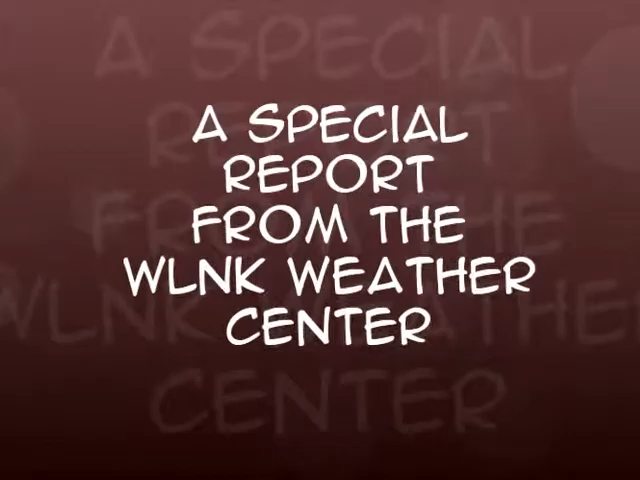 A SPECIAL
REPORT
FROM THE
WLNK WEATHER
CENTER